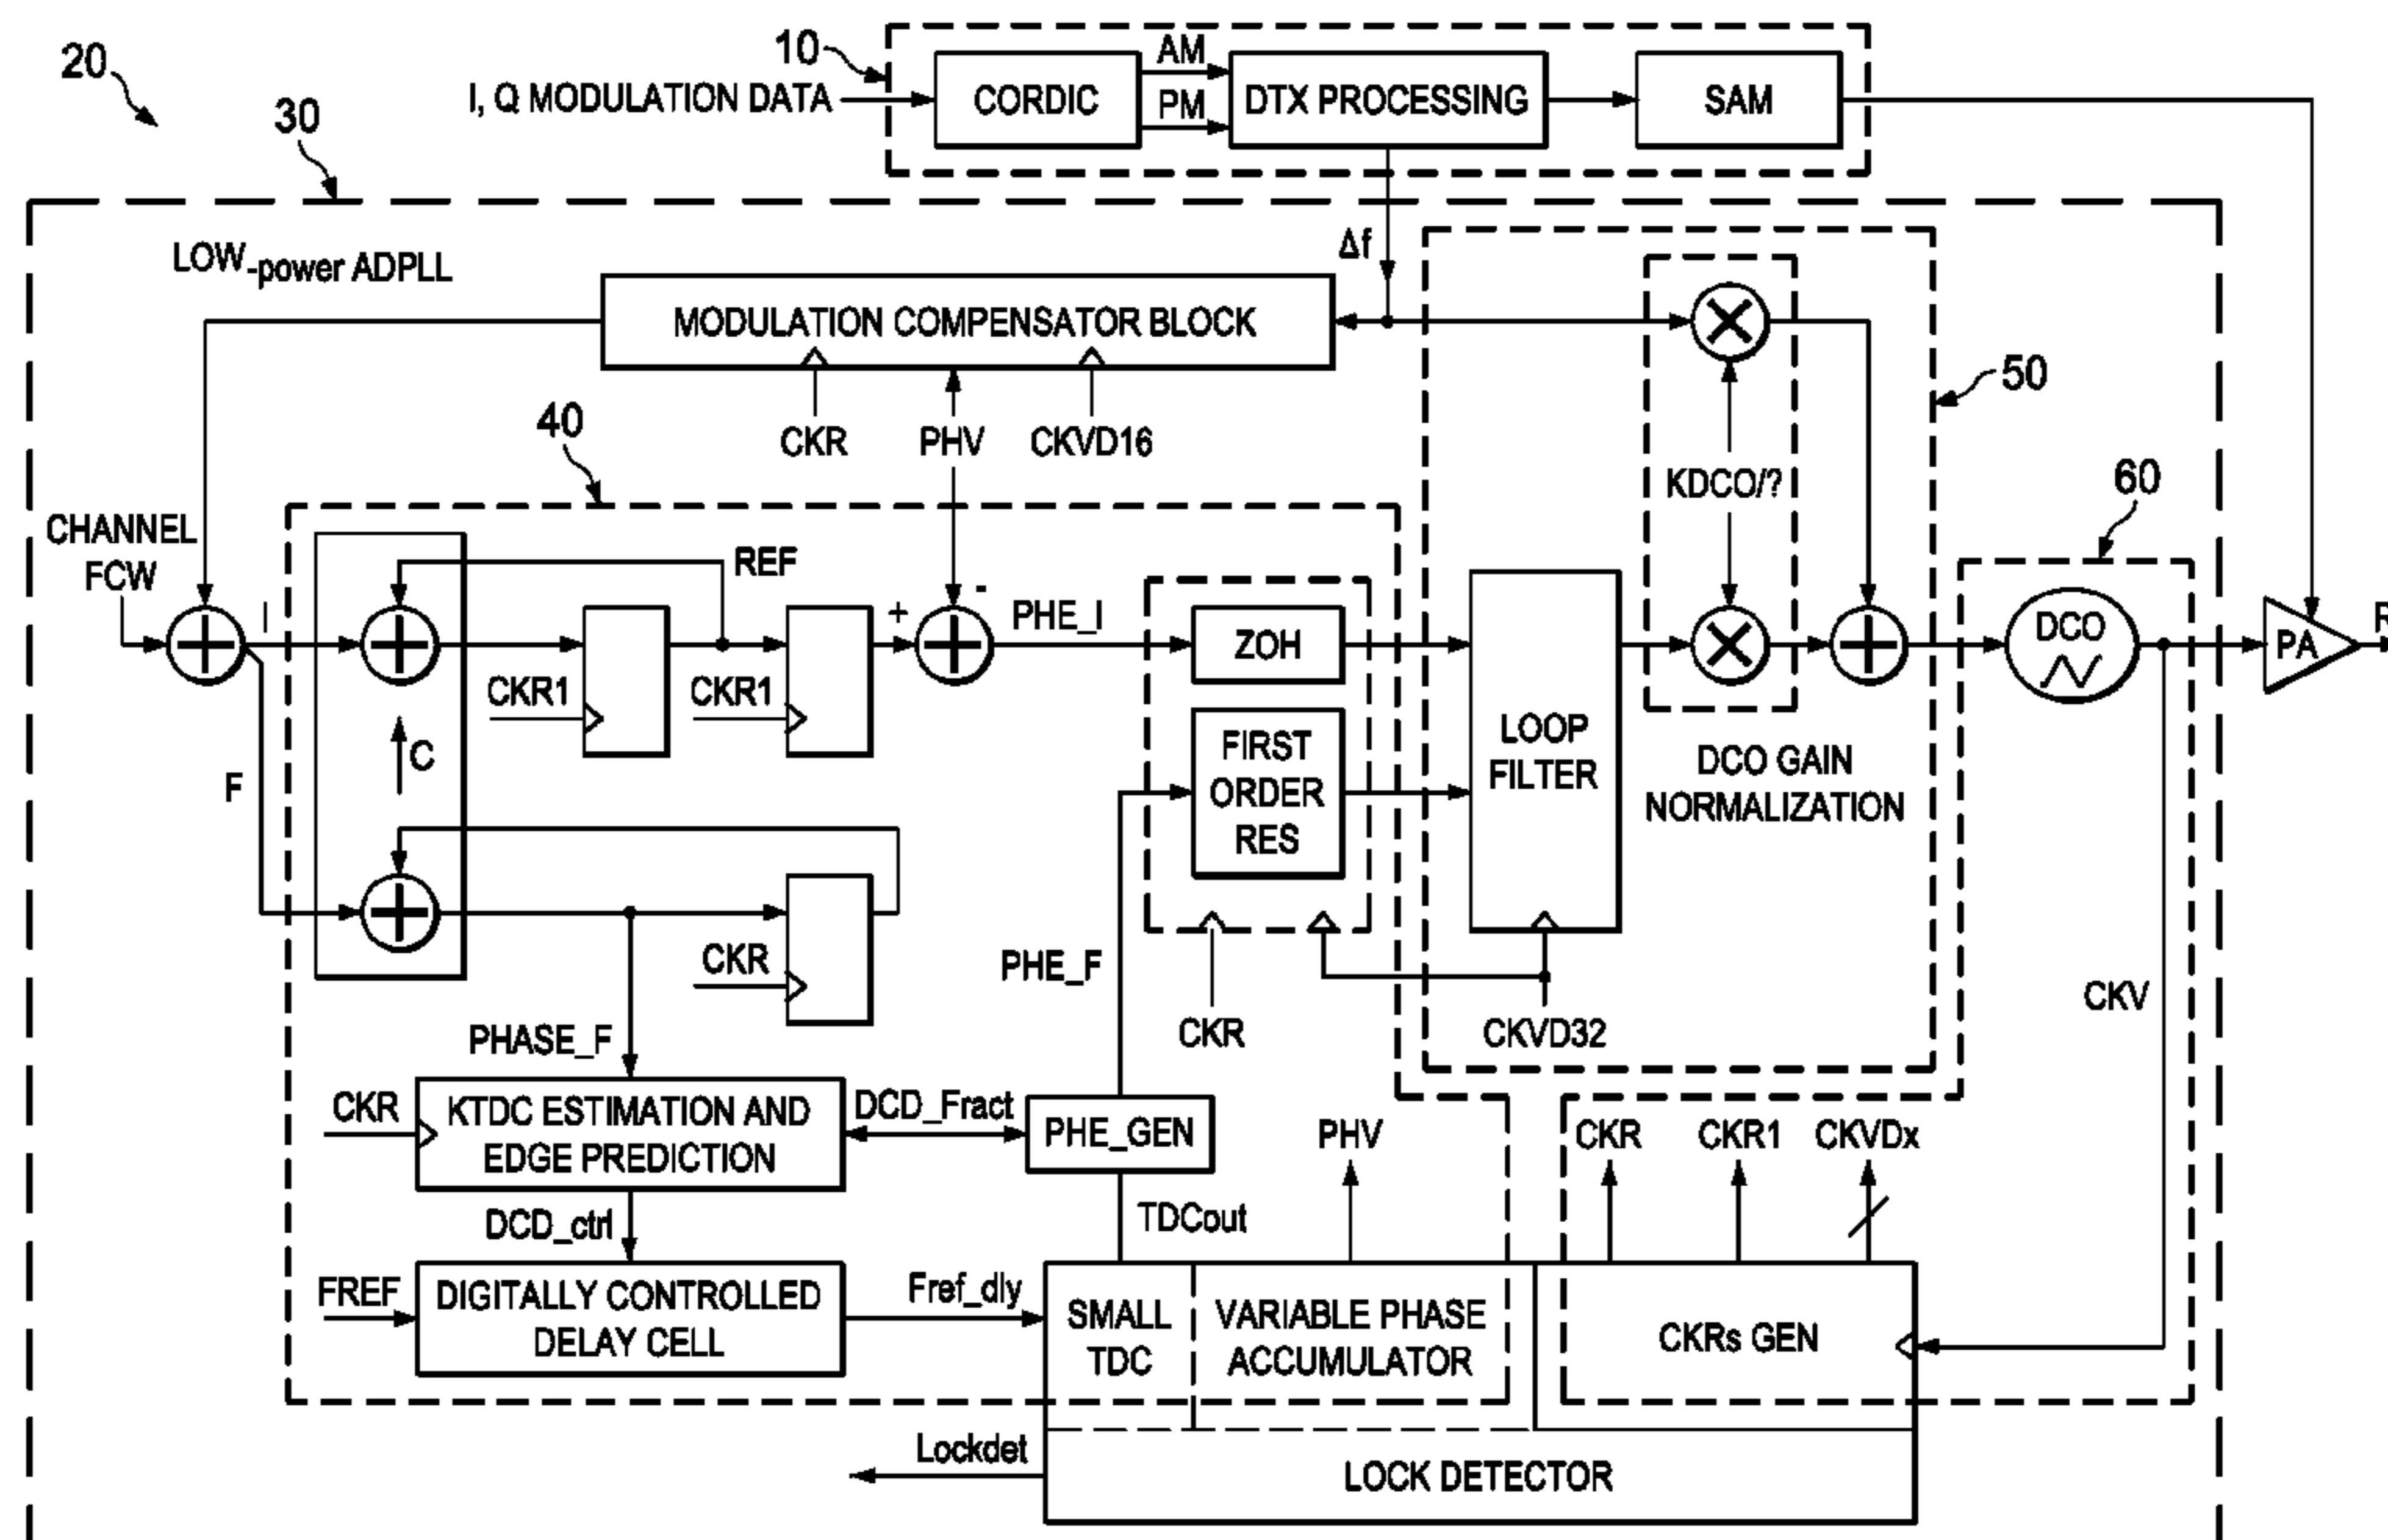 20
10
I, Q MODULATION DATA
CORDIC
AM
PM
DTX PROCESSING
SAM
30
LOW-power ADPLL
Δf
MODULATION COMPENSATOR BLOCK
CKR
PHV
CKVD16
40
50
KDCO/?
60
CHANNEL
FCW
I
F
C
REF
CKR1
CKR1
+
-
PHE_I
ZOH
FIRST
ORDER
RES
LOOP
FILTER
DCO GAIN
NORMALIZATION
DCO
PA
R
CKR
PHE_F
CKR
CKVD32
CKV
PHASE_F
CKR
KTDC ESTIMATION AND
EDGE PREDICTION
DCD_Fract
PHE_GEN
PHV
CKR
CKR1
CKVDx
DCD_ctrl
TDCout
FREF
DIGITALLY CONTROLLED
DELAY CELL
Fref_dly
SMALL
TDC
VARIABLE PHASE
ACCUMULATOR
CKRs GEN
Lockdet
LOCK DETECTOR